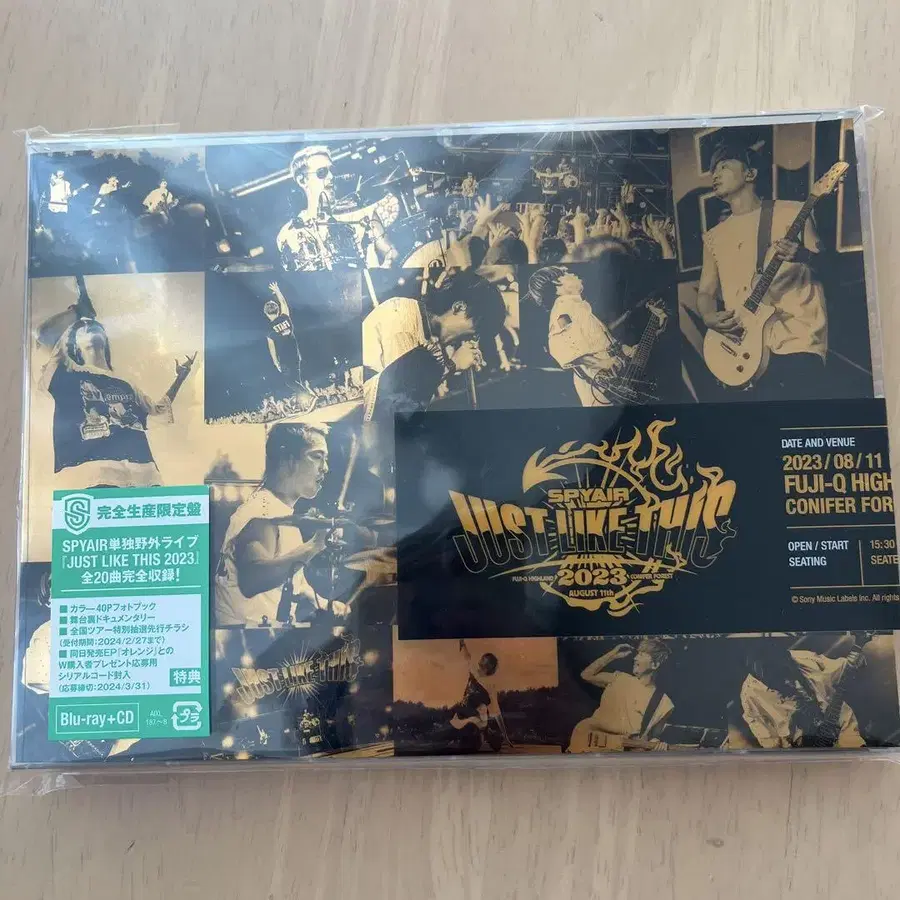 STAFF
SPYAIR
JUST LIKE THIS
FUJI-Q HIGHLAND CONIFER FOREST
2023
AUGUST 11th
DATE AND VENUE
2023/08/11
FUJI-Q HIGH
CONIFER FOR
OPEN / START
15:30
SEATING
SEATE
© Sony Music Labels Inc. All rights
S 完全生産限定盤
SPYAIR単独野外ライブ
『JUST LIKE THIS 2023』
全20曲完全収録!
■ カラー40Pフォトブック
■ 舞台裏ドキュメンタリー
■ 全国ツアー特別抽選先行チラシ
(受付期間:2024/2/27まで)
■ 同日発売EP「オレンジ」との
W購入者プレゼント応募用
シリアルコード封入
(応募締切:2024/3/31)
特典
Blu-ray+CD
プラ
JUST LIKE THIS